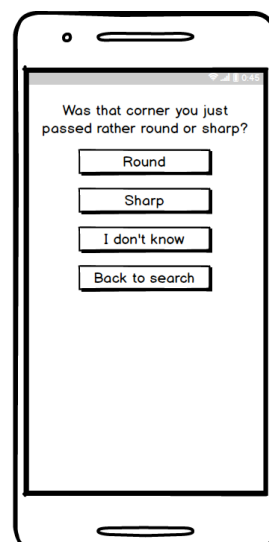 0:45
Was that corner you just
passed rather round or sharp?
Round
Sharp
I don't know
Back to search